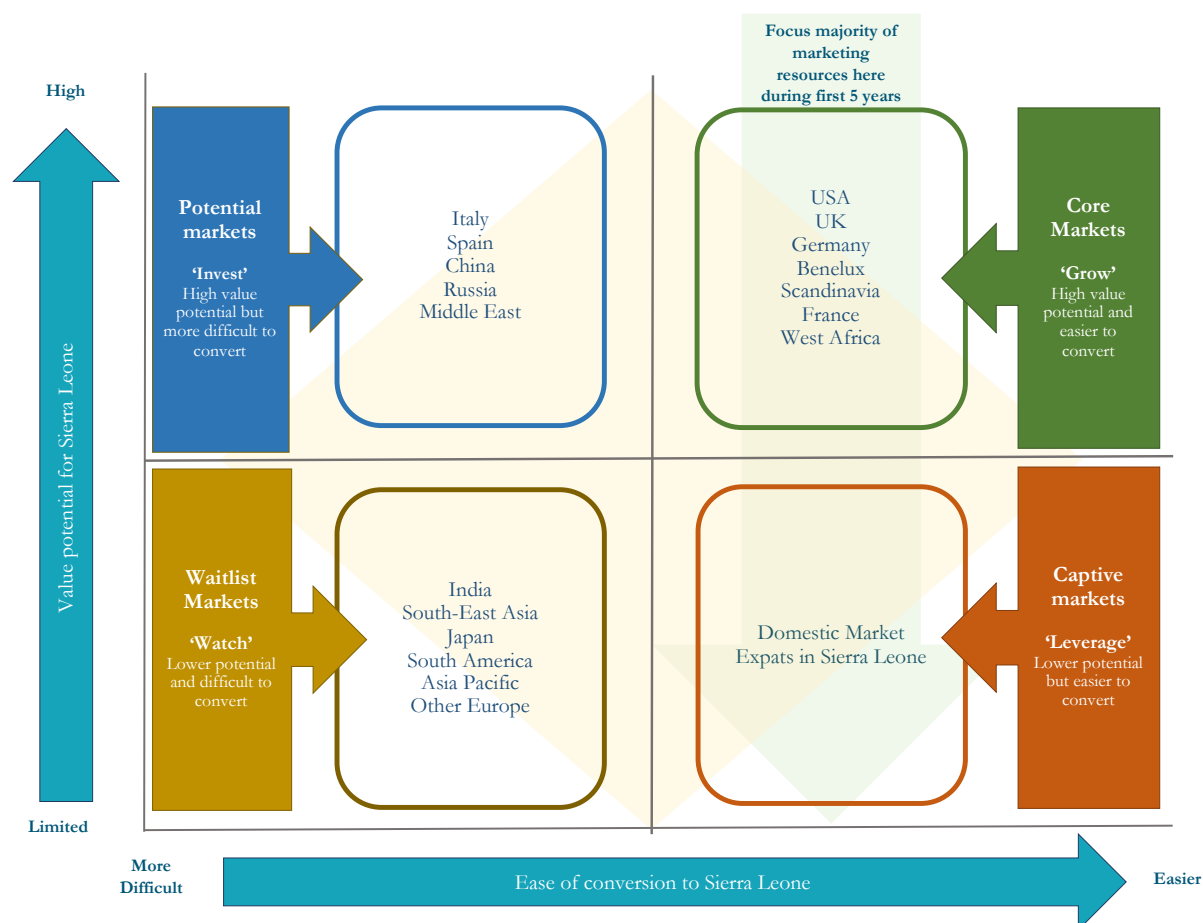 Focus majority of
marketing
resources here
during first 5 years
High
Potential
markets
‘Invest’
High value
potential but
more difficult to
convert
Italy
Spain
China
Russia
Middle East
USA
UK
Germany
Benelux
Scandinavia
France
West Africa
Core
Markets
‘Grow’
High value
potential and
easier to
convert
Value potential for Sierra Leone
Waitlist
Markets
‘Watch’
Lower potential
and difficult to
convert
India
South-East Asia
Japan
South America
Asia Pacific
Other Europe
Domestic Market
Expats in Sierra Leone
Captive
markets
‘Leverage’
Lower potential
but easier to
convert
Limited
More
Difficult
Ease of conversion to Sierra Leone
Easier